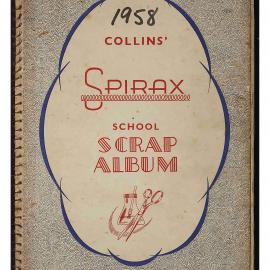 1958
COLLINS'
SPIRAX
SCHOOL
SCRAP
ALBUM